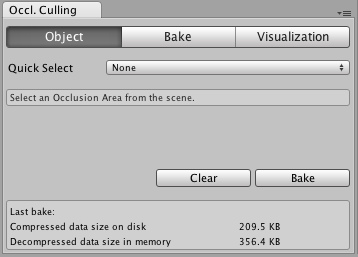 Occl. Culling
Object Bake Visualization
Quick Select None
Select an Occlusion Area from the scene.
Clear Bake
Last bake:
Compressed data size on disk 209.5 KB
Decompressed data size in memory 356.4 KB